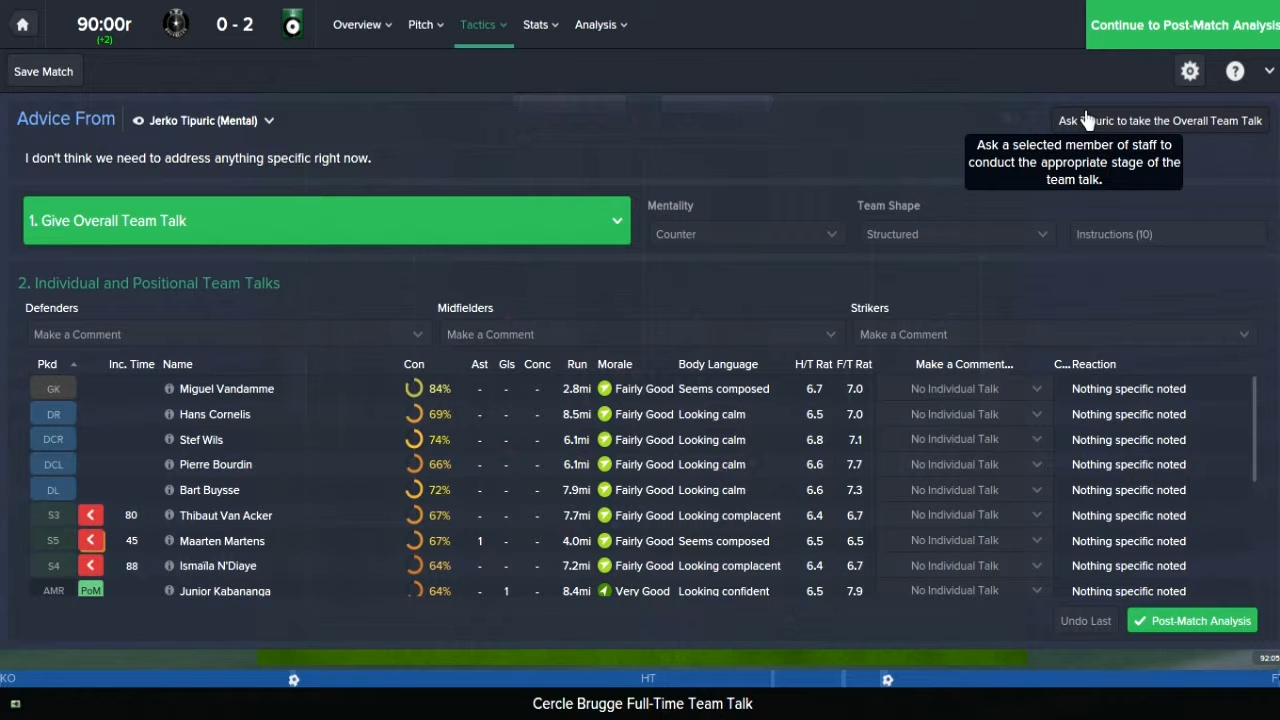 90:00r
(+2)
0 - 2
Overview
Pitch
Tactics
Stats
Analysis
Continue to Post-Match Analysis
Save Match
?
Advice From
Jerko Tipuric (Mental)
Ask Tipuric to take the Overall Team Talk
I don't think we need to address anything specific right now.
Ask a selected member of staff to
conduct the appropriate stage of the
team talk.
1. Give Overall Team Talk
Mentality
Team Shape
Counter
Structured
Instructions (10)
2. Individual and Positional Team Talks
Defenders
Midfielders
Strikers
Make a Comment
Make a Comment
Make a Comment
Pkd Inc. Time Name Con Ast Gls Conc Run Morale Body Language H/T Rat F/T Rat Make a Comment... C... Reaction
GK Miguel Vandamme 84% - - - 2.8mi Fairly Good Seems composed 6.7 7.0 No Individual Talk Nothing specific noted
DR Hans Cornelis 69% - - - 8.5mi Fairly Good Looking calm 6.5 7.0 No Individual Talk Nothing specific noted
DCR Stef Wils 74% - - - 6.1mi Fairly Good Looking calm 6.8 7.1 No Individual Talk Nothing specific noted
DCL Pierre Bourdin 66% - - - 6.1mi Fairly Good Looking calm 6.6 7.7 No Individual Talk Nothing specific noted
DL Bart Buysse 72% - - - 7.9mi Fairly Good Looking calm 6.6 7.3 No Individual Talk Nothing specific noted
S3 80 Thibaut Van Acker 67% - - - 7.7mi Fairly Good Looking complacent 6.4 6.7 No Individual Talk Nothing specific noted
S5 45 Maarten Martens 67% 1 - - 4.0mi Fairly Good Seems composed 6.5 6.5 No Individual Talk Nothing specific noted
S4 88 Ismaïla N'Diaye 64% - - - 7.2mi Fairly Good Looking complacent 6.4 6.7 No Individual Talk Nothing specific noted
AMR PoM Junior Kabananga 64% - 1 - 8.4mi Very Good Looking confident 6.5 7.9 No Individual Talk Nothing specific noted
Undo Last
Post-Match Analysis
92:05
KO
HT
Cercle Brugge Full-Time Team Talk